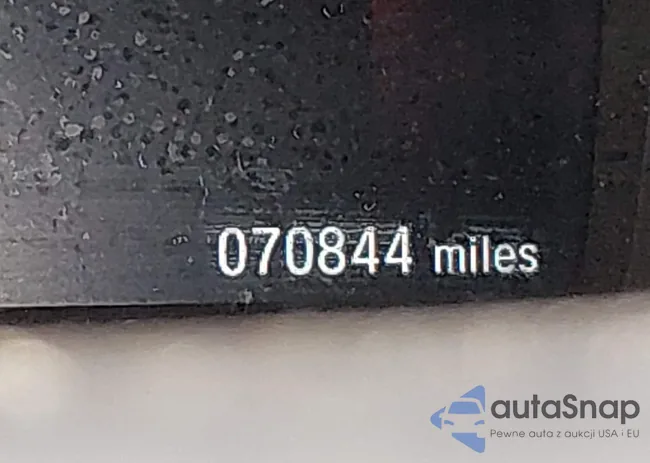 070844 miles
autaSnap
Pewne auta z aukcji USA • EU